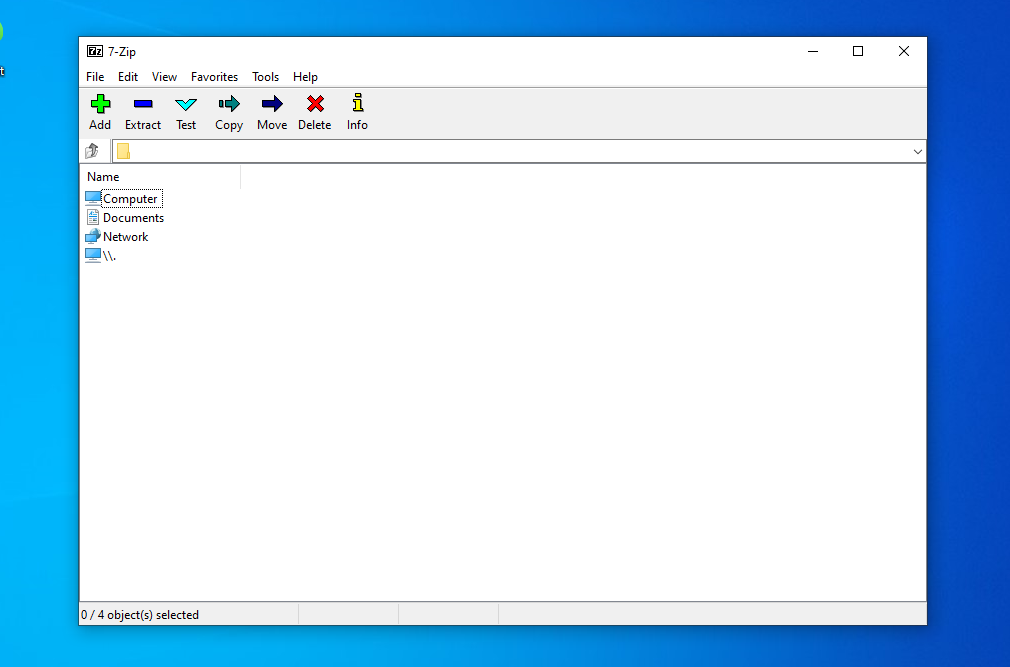 7z 7-Zip
File Edit View Favorites Tools Help
Add Extract Test Copy Move Delete Info
Name
Computer
Documents
Network
\\.
0 / 4 object(s) selected
t